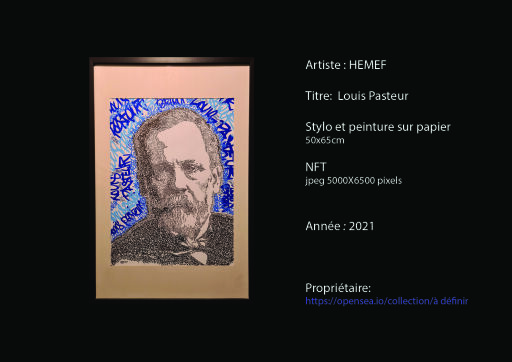 Artiste : HEMEF
Titre: Louis Pasteur
Stylo et peinture sur papier
50x65cm
NFT
jpeg 5000X6500 pixels
Année : 2021
Propriétaire:
https://opensea.io/collection/à définir